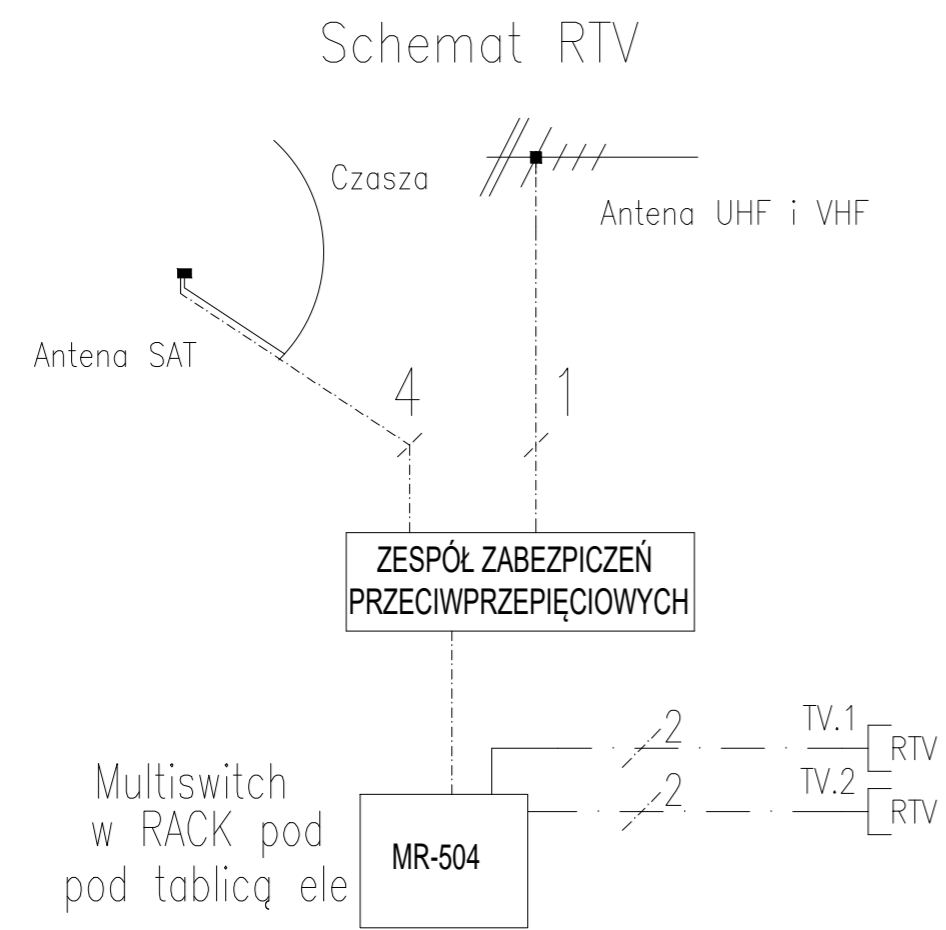 Schemat RTV
Czasza
Antena UHF i VHF
Antena SAT
4
1
ZESPÓŁ ZABEZPICZEŃ
PRZECIWPRZEPIĘCIOWYCH
2
TV.1
RTV
2
TV.2
RTV
Multiswitch
w RACK pod
pod tablicą ele
MR-504